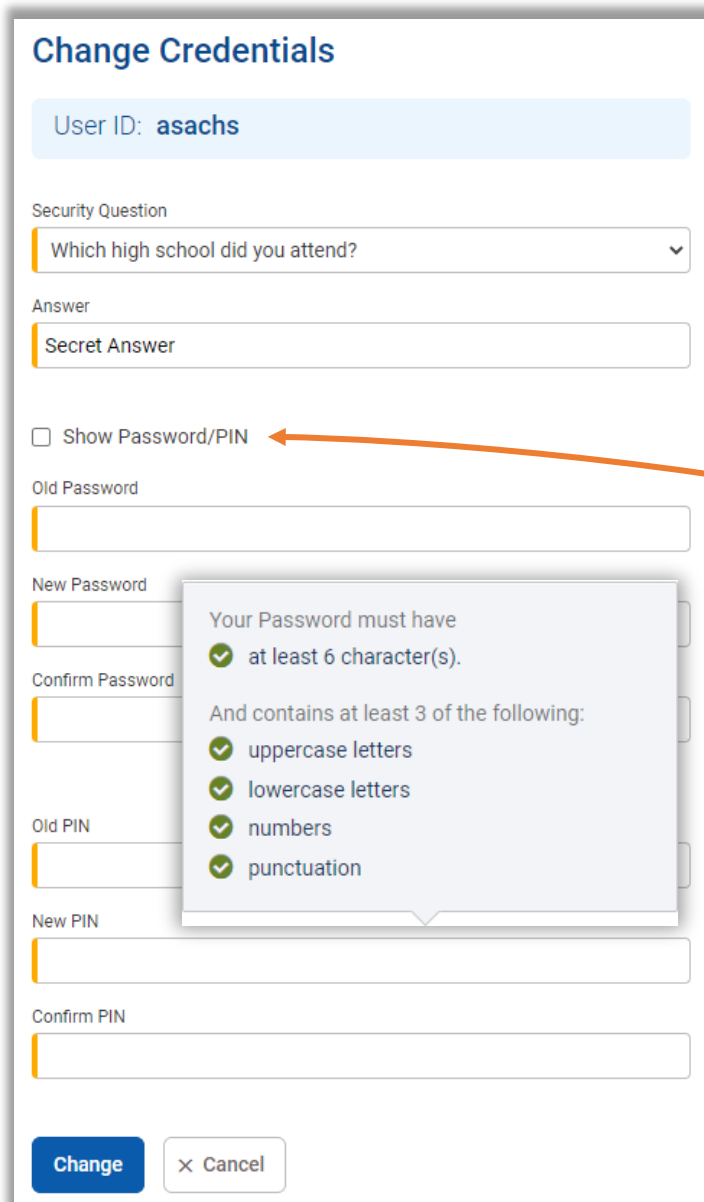 Change Credentials
User ID: asachs
Security Question
Which high school did you attend?
Answer
Secret Answer
Show Password/PIN
Old Password
New Password
Your Password must have
at least 6 character(s).
Confirm Password
And contains at least 3 of the following:
uppercase letters
lowercase letters
numbers
punctuation
Old PIN
New PIN
Confirm PIN
Change
× Cancel